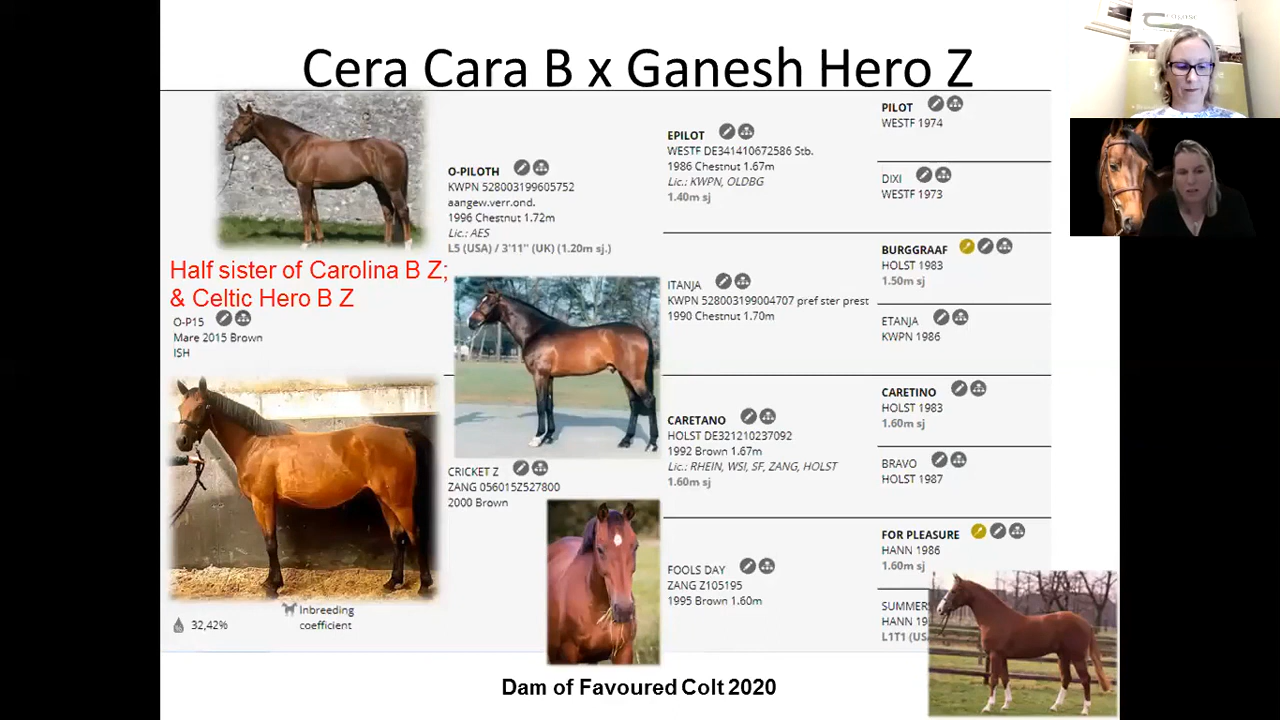 Cera Cara B x Ganesh Hero Z
O-PILOTH
KWPN 528003199605752
aangew.verr.ond.
1996 Chestnut 1.72m
Lic.: AES
L5 (USA) / 3'11" (UK) (1.20m sj.)
Half sister of Carolina B Z;
& Celtic Hero B Z
O-P15
Mare 2015 Brown
ISH
32,42%
Inbreeding
coefficient
CRICKET Z
ZANG 056015Z527800
2000 Brown
EPILOT
WESTF DE341410672586 Stb.
1986 Chestnut 1.67m
Lic.: KWPN, OLDBG
1.40m sj
ITANJA
KWPN 528003199004707 pref ster prest
1990 Chestnut 1.70m
CARETANO
HOLST DE321210237092
1992 Brown 1.67m
Lic.: RHEIN, WSI, SF, ZANG, HOLST
1.60m sj
FOOLS DAY
ZANG Z105195
1995 Brown 1.60m
PILOT
WESTF 1974
DIXI
WESTF 1973
BURGGRAAF
HOLST 1983
1.50m sj
ETANJA
KWPN 1986
CARETINO
HOLST 1983
1.60m sj
BRAVO
HOLST 1987
FOR PLEASURE
HANN 1986
1.60m sj
SUMMER
HANN 19
L1T1 (US
Dam of Favoured Colt 2020